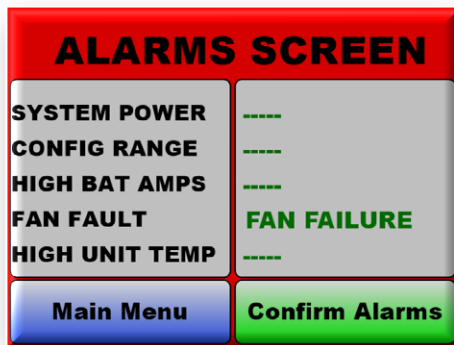 ALARMS SCREEN
SYSTEM POWER -----
CONFIG RANGE -----
HIGH BAT AMPS -----
FAN FAULT FAN FAILURE
HIGH UNIT TEMP -----
Main Menu Confirm Alarms